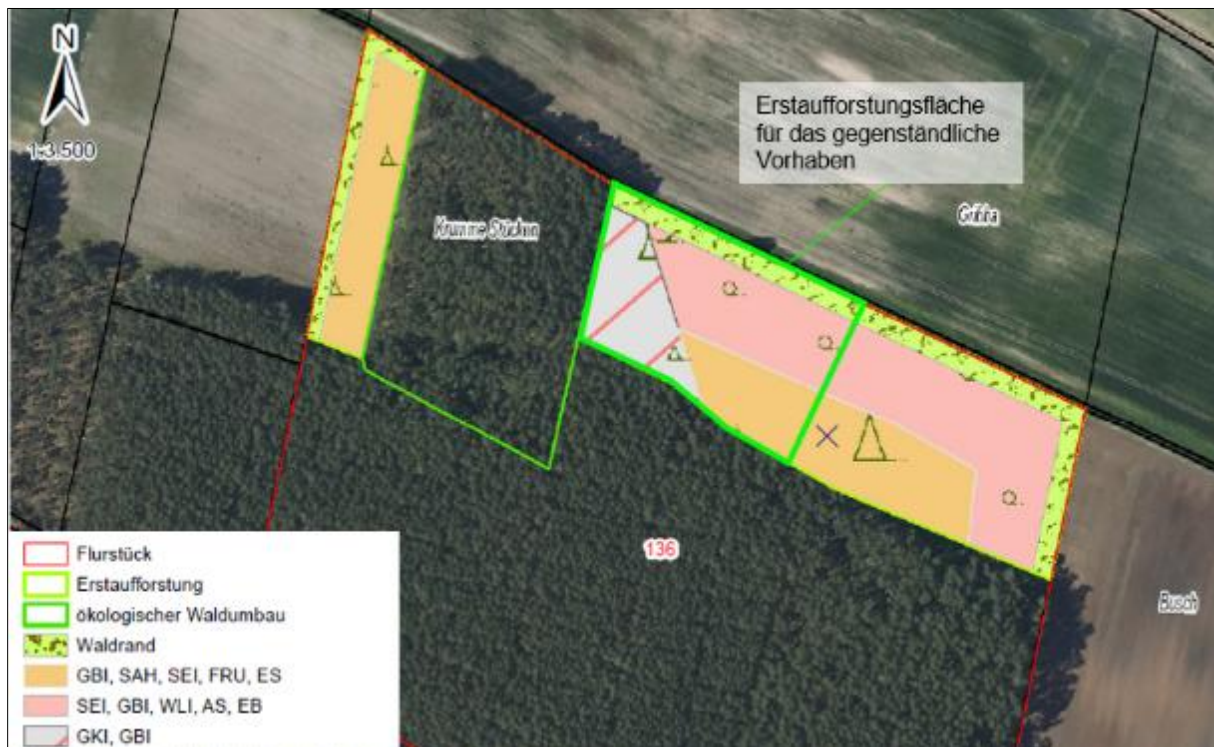 N
1:3.500
Erstaufforstungsfläche
für das gegenständliche
Vorhaben
Krumme Stücken
136
Busch
Flurstück
Erstaufforstung
ökologischer Waldumbau
Waldrand
GBI, SAH, SEI, FRU, ES
SEI, GBI, WLI, AS, EB
GKI, GBI